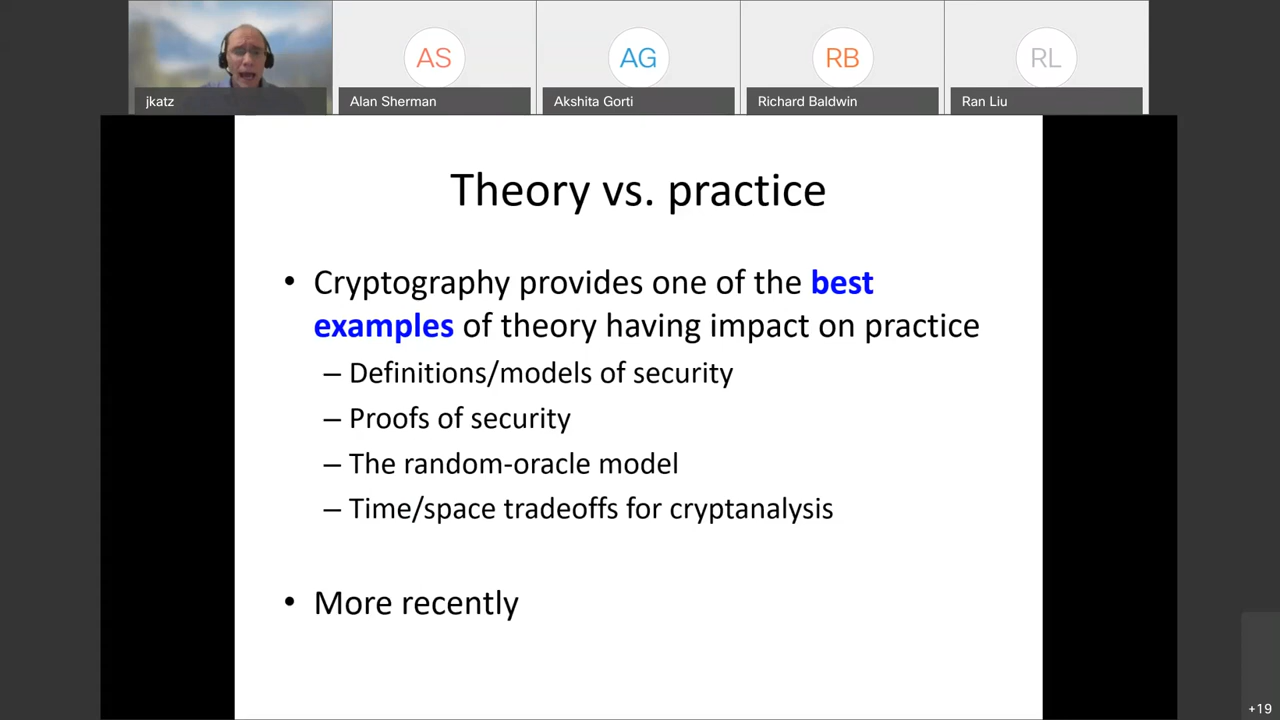 AS
AG
RB
RL
jkatz
Alan Sherman
Akshita Gorti
Richard Baldwin
Ran Liu
Theory vs. practice
• Cryptography provides one of the best
examples of theory having impact on practice
– Definitions/models of security
– Proofs of security
– The random-oracle model
– Time/space tradeoffs for cryptanalysis
• More recently
+19